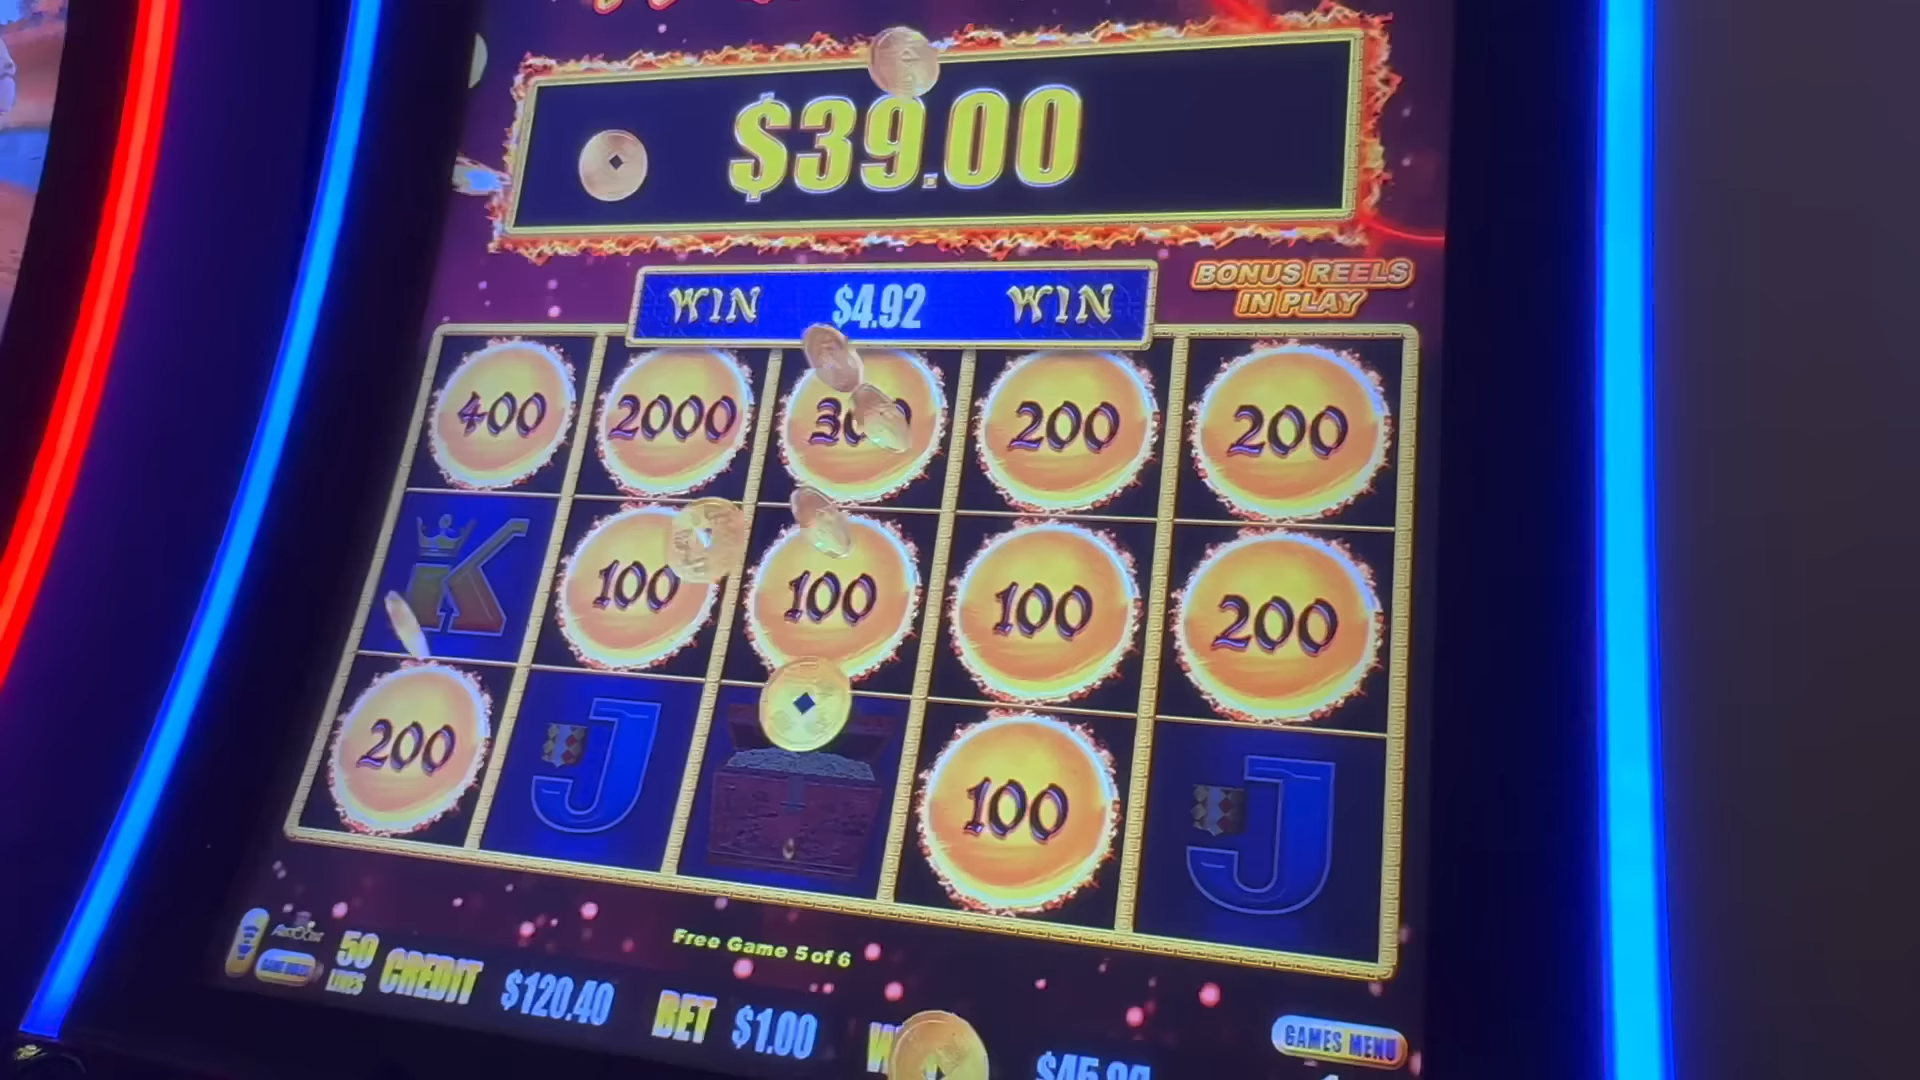 $39.00
BONUS REELS
IN PLAY
WIN $4.92 WIN
400 2000 200 200
K 100 100 100 200
200 J 100 J
Free Game 5 of 6
50
LINES
CREDIT $120.40 BET $1.00
GAMES MENU